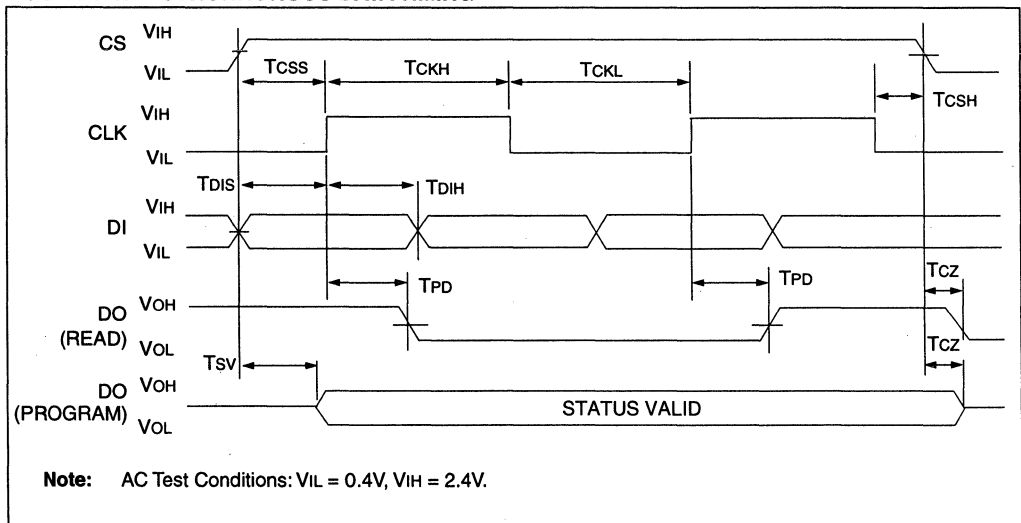 CS VIH
VIL
TCSS TCKH TCKL
TCSH
CLK VIH
VIL
TDIS TDIH
DI VIH
VIL
TPD TPD TCZ
DO (READ) VOH
VOL
TSV TCZ
DO (PROGRAM) VOH
VOL
STATUS VALID
Note: AC Test Conditions: VIL = 0.4V, VIH = 2.4V.